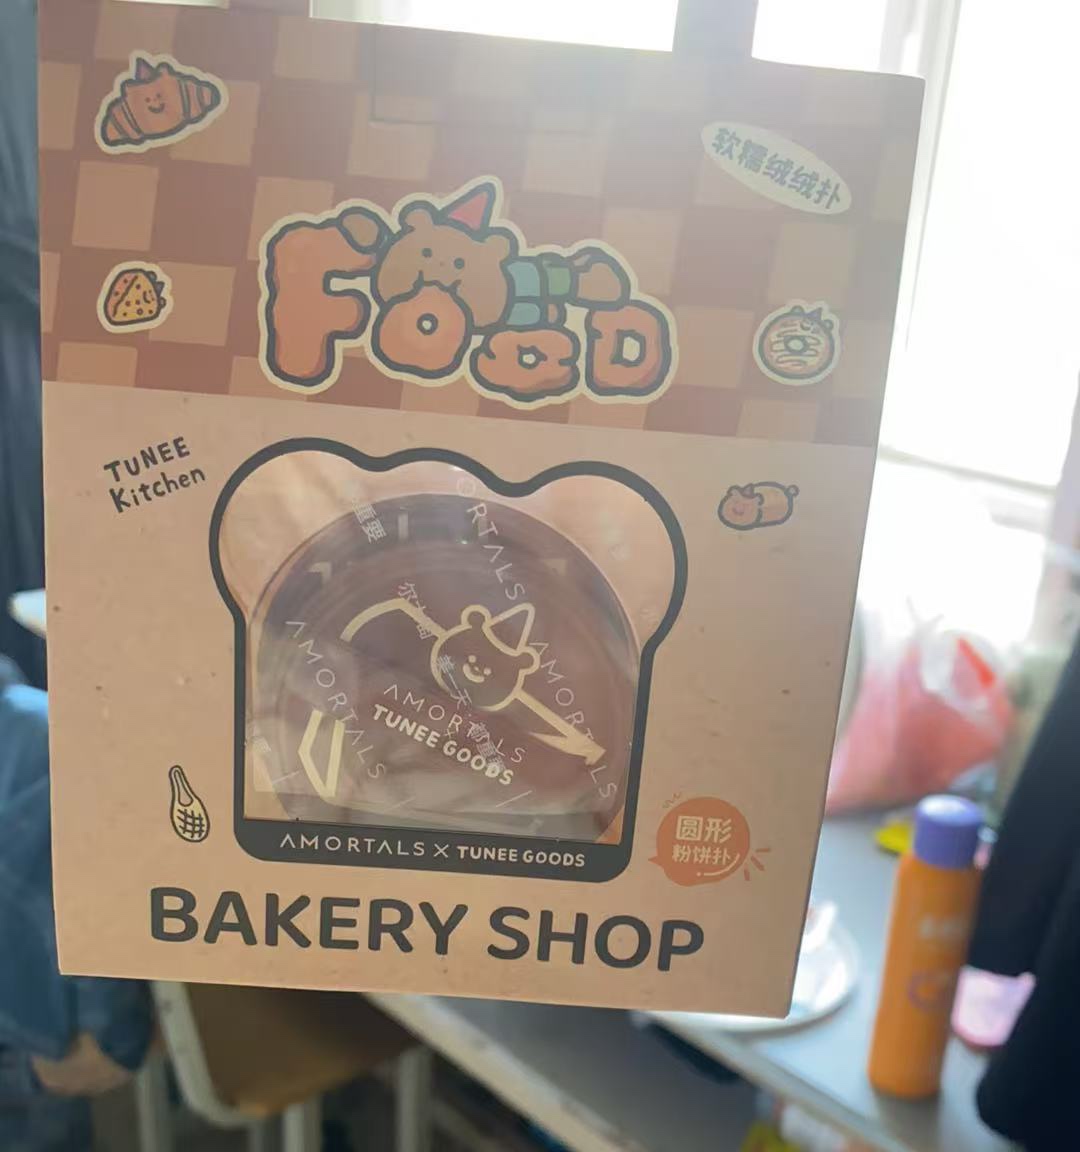 软糯绒绒扑
FOOD
TUNEE
Kitchen
AMORTALS
AMORTALS
AMORTALS
AMORTALS
TUNEE GOODS
圆形
粉饼扑
AMORTALS X TUNEE GOODS
BAKERY SHOP